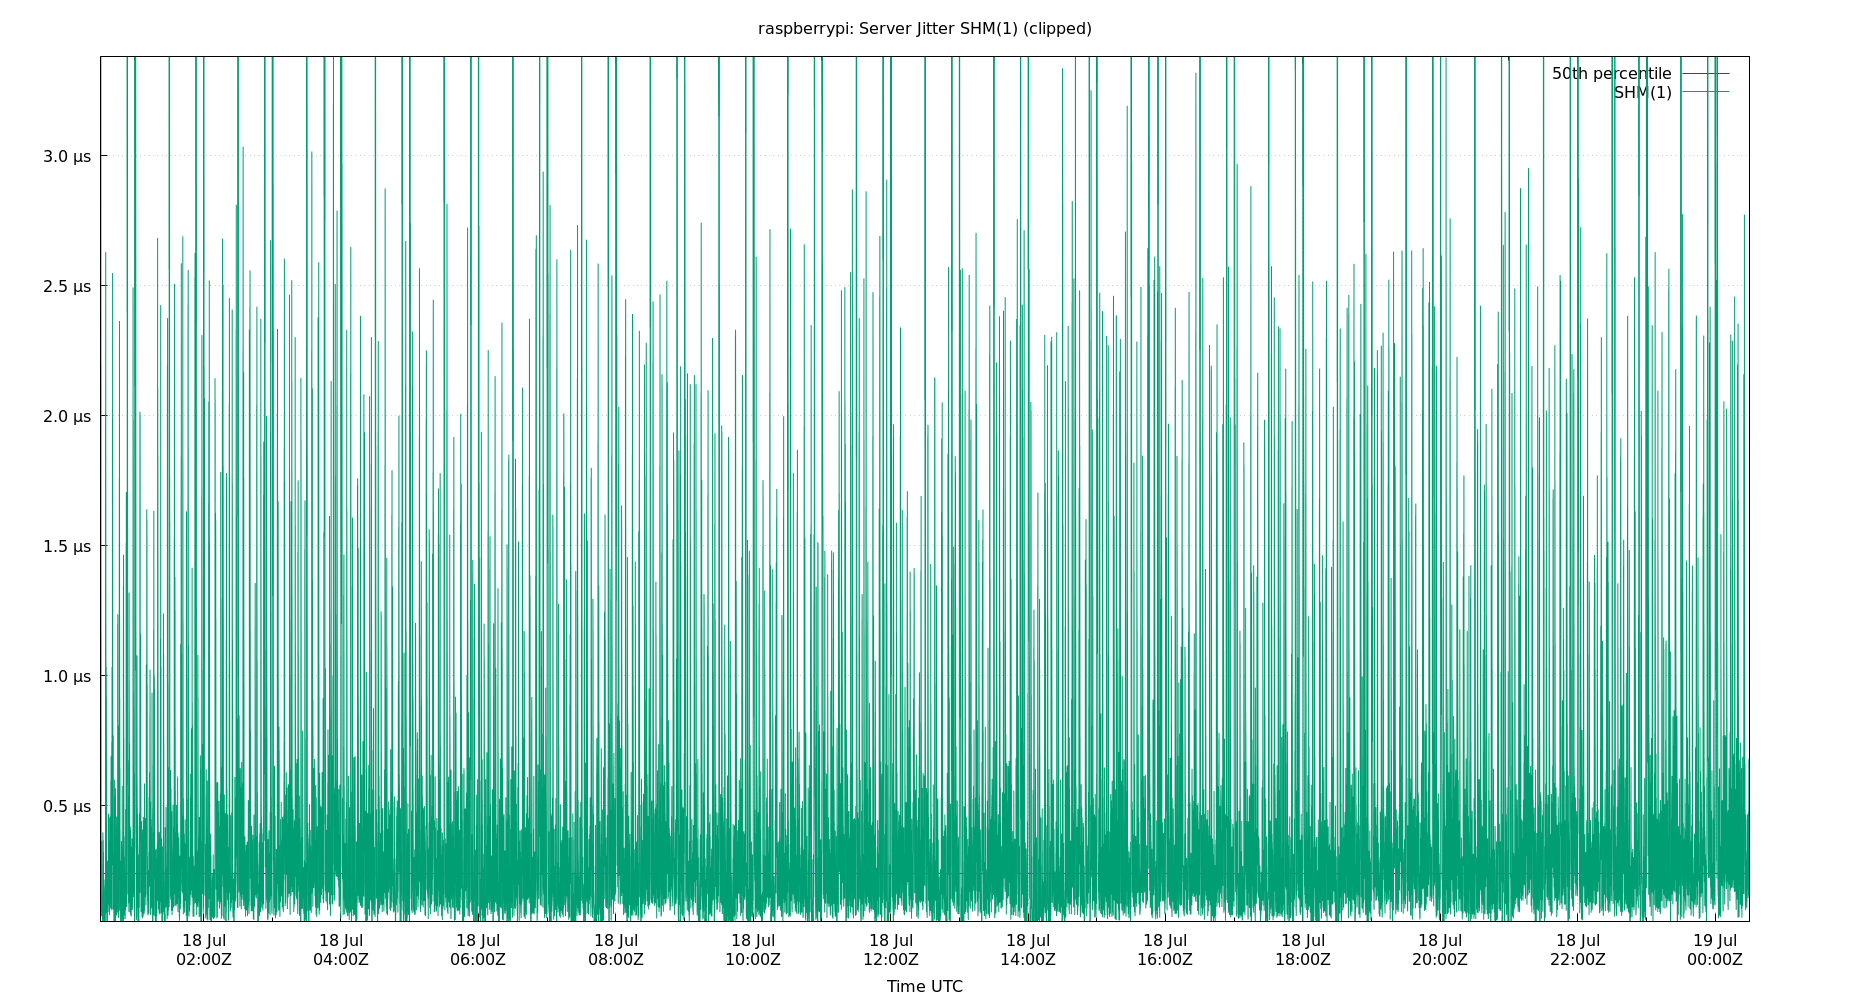 raspberrypi: Server Jitter SHM(1) (clipped)
50th percentile
SHM(1)
3.0 μs
2.5 μs
2.0 μs
1.5 μs
1.0 μs
0.5 μs
18 Jul 18 Jul 18 Jul 18 Jul 18 Jul 18 Jul 18 Jul 18 Jul 18 Jul 18 Jul 18 Jul 19 Jul
02:00Z 04:00Z 06:00Z 08:00Z 10:00Z 12:00Z 14:00Z 16:00Z 18:00Z 20:00Z 22:00Z 00:00Z
Time UTC